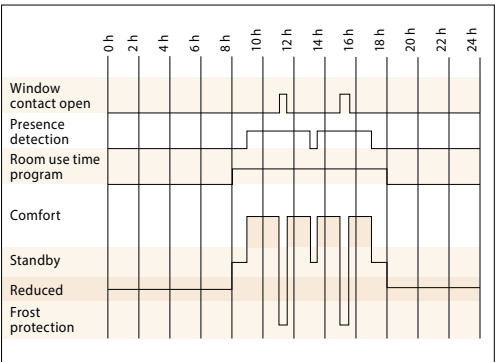 0 h 2 h 4 h 6 h 8 h 10 h 12 h 14 h 16 h 18 h 20 h 22 h 24 h
Window
contact open
Presence
detection
Room use time
program
Comfort
Standby
Reduced
Frost
protection